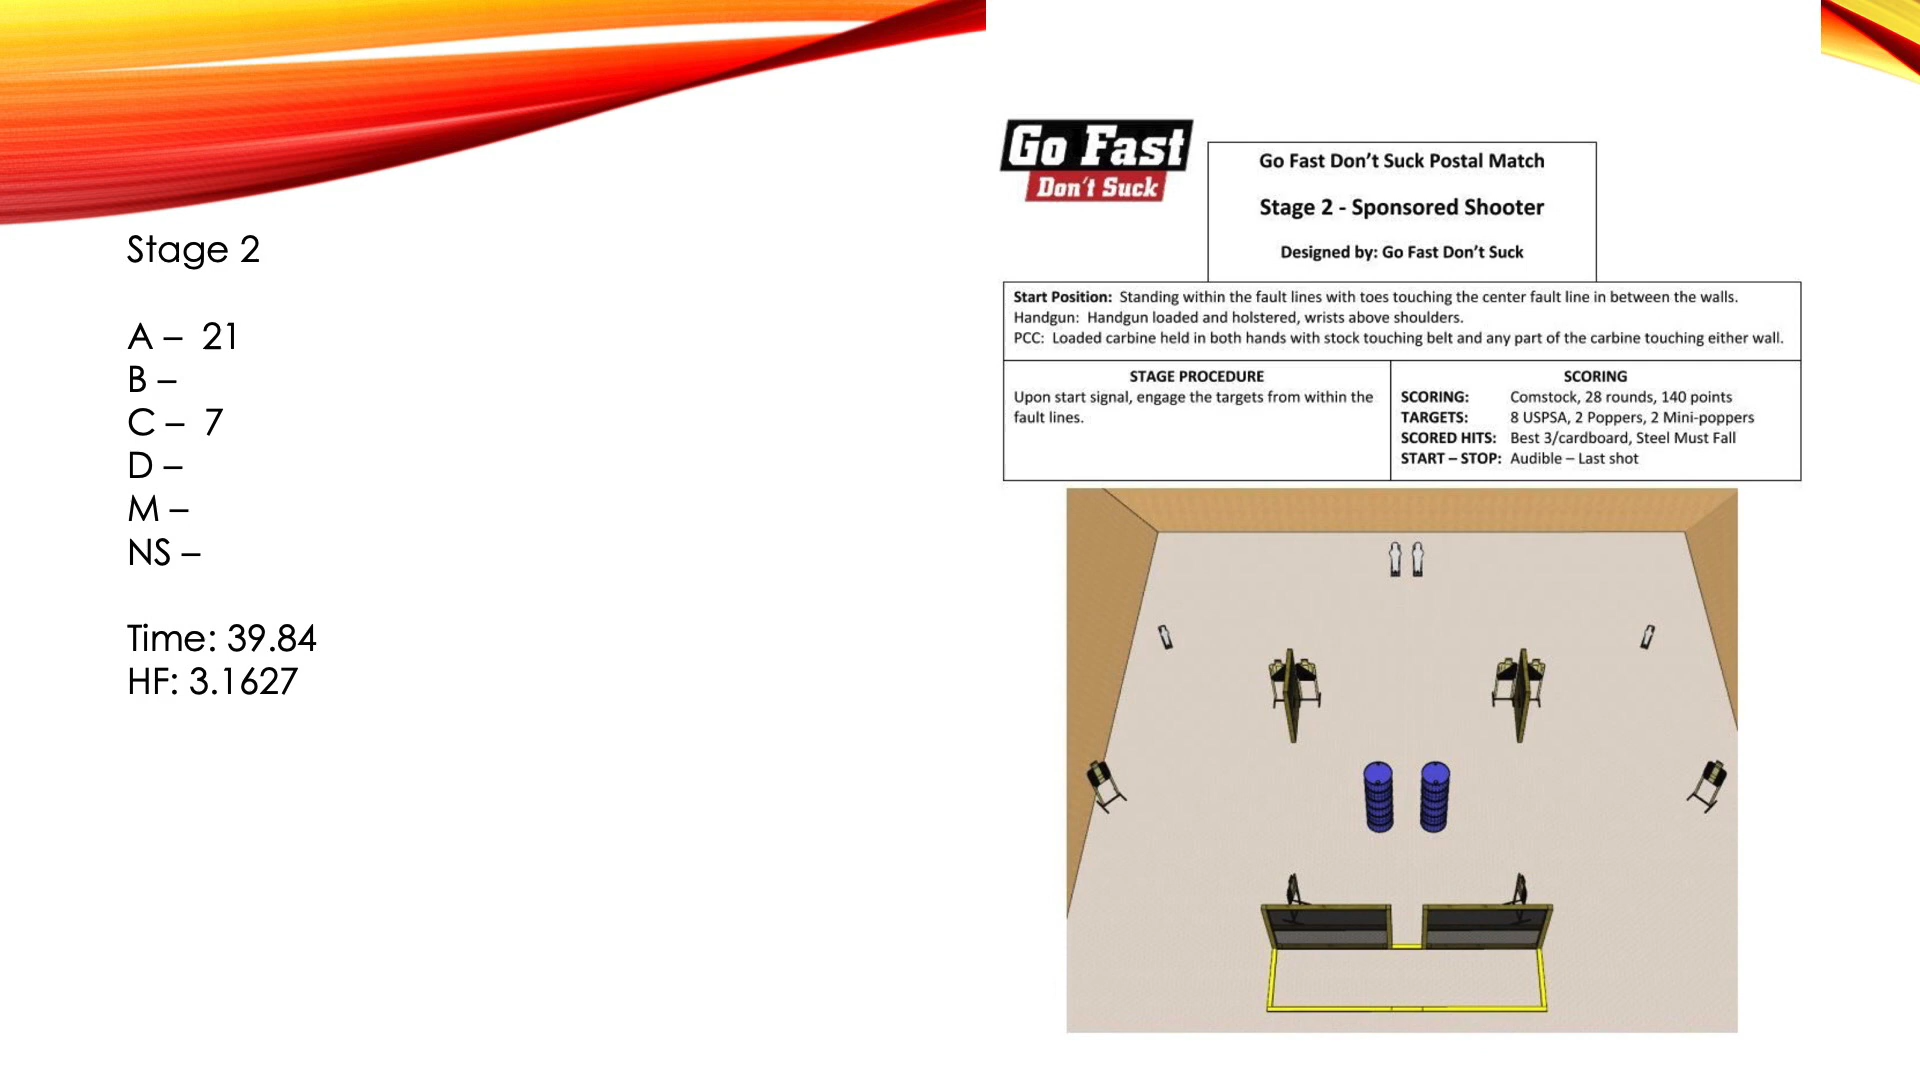 Stage 2
A – 21
B –
C – 7
D –
M –
NS –
Time: 39.84
HF: 3.1627
Go Fast
Don't Suck
Go Fast Don't Suck Postal Match
Stage 2 - Sponsored Shooter
Designed by: Go Fast Don't Suck
Start Position: Standing within the fault lines with toes touching the center fault line in between the walls.
Handgun: Handgun loaded and holstered, wrists above shoulders.
PCC: Loaded carbine held in both hands with stock touching belt and any part of the carbine touching either wall.
STAGE PROCEDURE
Upon start signal, engage the targets from within the
fault lines.
SCORING
SCORING: Comstock, 28 rounds, 140 points
TARGETS: 8 USPSA, 2 Poppers, 2 Mini-poppers
SCORED HITS: Best 3/cardboard, Steel Must Fall
START – STOP: Audible – Last shot